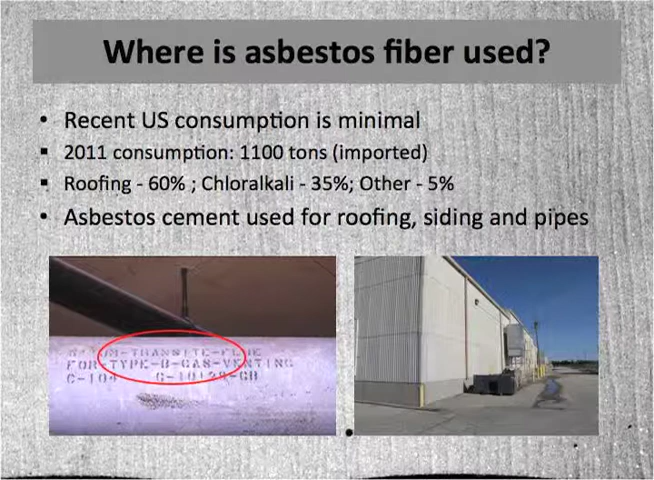 Where is asbestos fiber used?
• Recent US consumption is minimal
▪ 2011 consumption: 1100 tons (imported)
▪ Roofing - 60% ; Chloralkali - 35%; Other - 5%
• Asbestos cement used for roofing, siding and pipes
TRANSITE
FOR-TYPE-B-GAS-VENTING